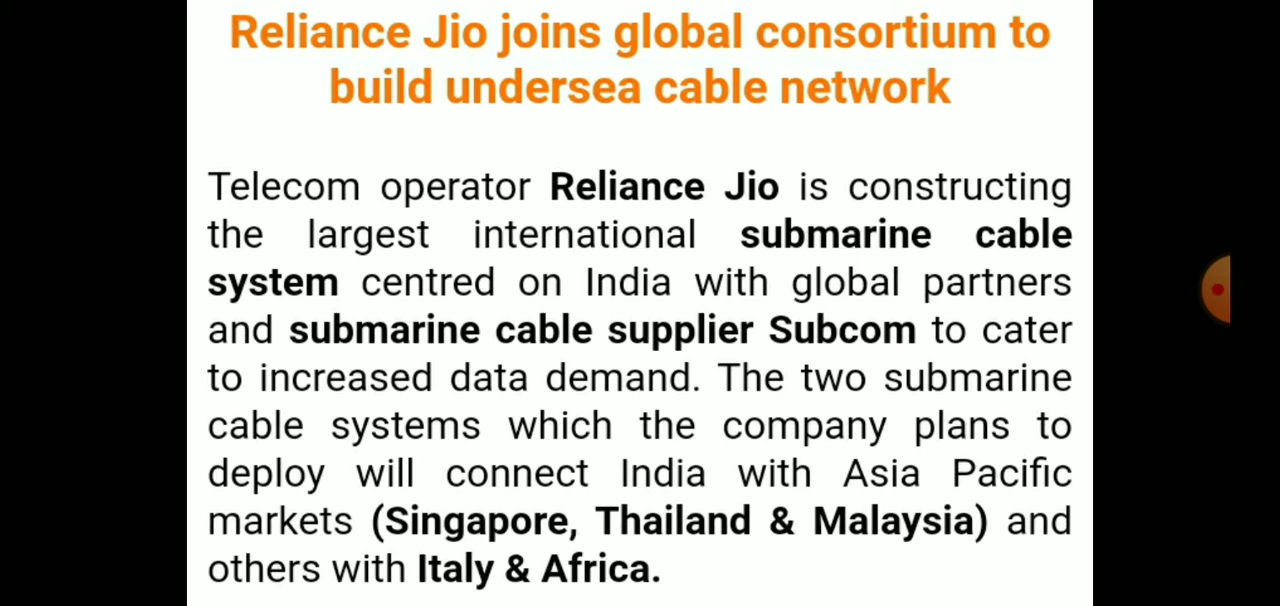 Reliance Jio joins global consortium to
build undersea cable network
Telecom operator Reliance Jio is constructing
the largest international submarine cable
system centred on India with global partners
and submarine cable supplier Subcom to cater
to increased data demand. The two submarine
cable systems which the company plans to
deploy will connect India with Asia Pacific
markets (Singapore, Thailand & Malaysia) and
others with Italy & Africa.